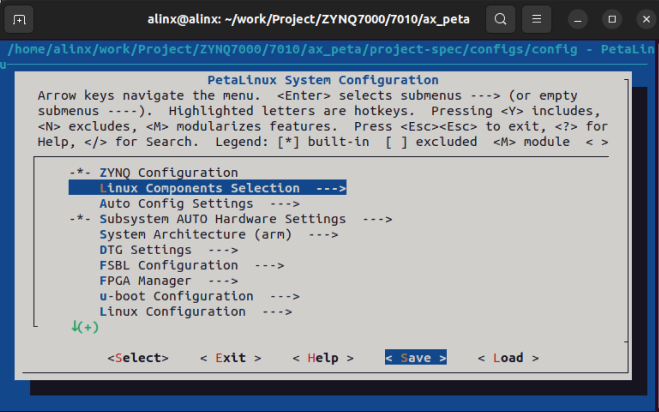 alinx@alinx: ~/work/Project/ZYNQ7000/7010/ax_peta
/home/alinx/work/Project/ZYNQ7000/7010/ax_peta/project-spec/configs/config - PetaLin
u
PetaLinux System Configuration
Arrow keys navigate the menu.  <Enter> selects submenus ---> (or empty
submenus ----).  Highlighted letters are hotkeys.  Pressing <Y> includes,
<N> excludes, <M> modularizes features.  Press <Esc><Esc> to exit, <?> for
Help, </> for Search.  Legend: [*] built-in  [ ] excluded  <M> module  < >
-*- ZYNQ Configuration
Linux Components Selection  --->
Auto Config Settings  --->
-*- Subsystem AUTO Hardware Settings  --->
System Architecture (arm)  --->
DTG Settings  --->
FSBL Configuration  --->
FPGA Manager  --->
u-boot Configuration  --->
Linux Configuration  --->
↓(+)
<Select>    < Exit >    < Help >    < Save >    < Load >